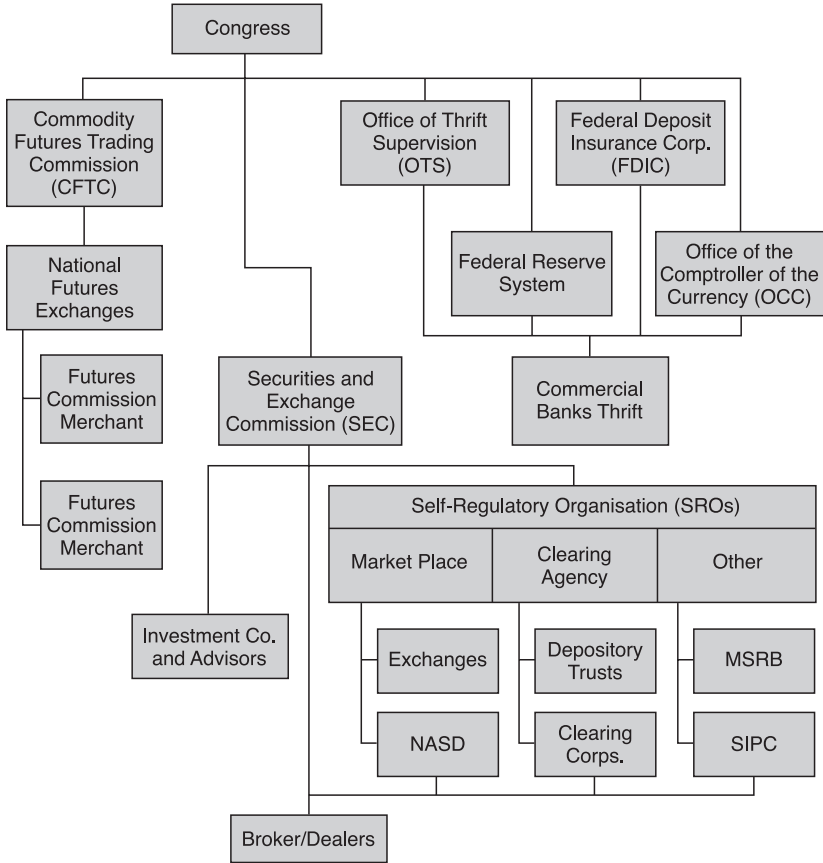 Congress
Commodity
Futures Trading
Commission
(CFTC)
Office of Thrift
Supervision
(OTS)
Federal Deposit
Insurance Corp.
(FDIC)
National
Futures
Exchanges
Federal Reserve
System
Office of the
Comptroller of the
Currency (OCC)
Futures
Commission
Merchant
Securities and
Exchange
Commission (SEC)
Commercial
Banks Thrift
Futures
Commission
Merchant
Self-Regulatory Organisation (SROs)
Market Place
Clearing
Agency
Other
Investment Co.
and Advisors
Exchanges
Depository
Trusts
MSRB
NASD
Clearing
Corps.
SIPC
Broker/Dealers